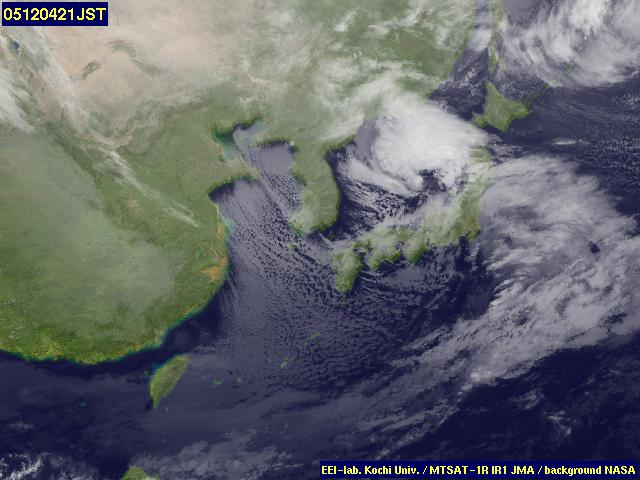 05120421JST
EEI-lab. Kochi Univ. / MTSAT-1R IR1 JMA / background NASA